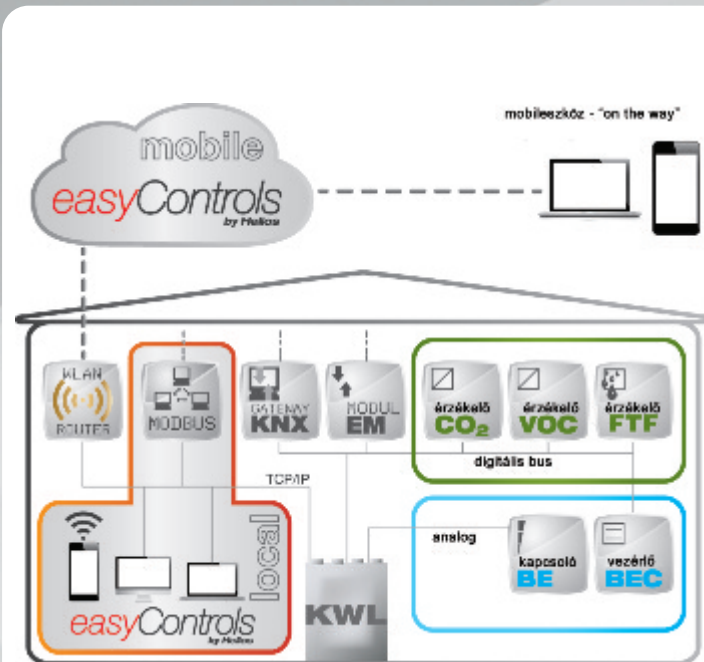 mobileszköz - "on the way"
mobile
easyControls
by Helios
WLAN
ROUTER
MODBUS
GATEWAY
KNX
MODUL
EM
érzékelő
CO₂
érzékelő
VOC
érzékelő
FTF
digitális bus
TCP/IP
local
easyControls
by Helios
KWL
analog
kapcsoló
BE
vezérlő
BEC